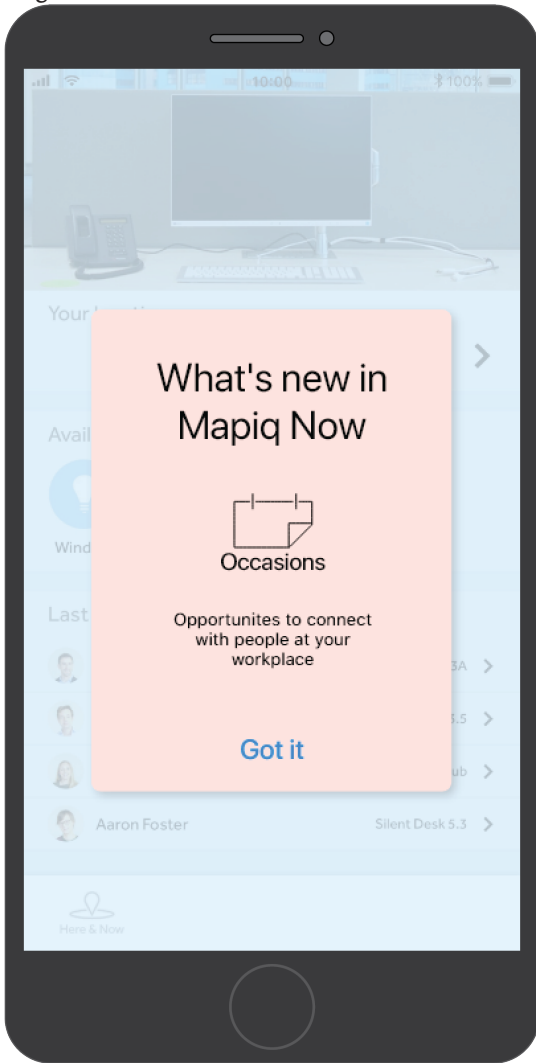 10:00
100%
Your
What's new in
Mapiq Now
Avail
Wind
Occasions
Opportunites to connect
with people at your
workplace
Last
3A
3.5
ub
Got it
Aaron Foster
Silent Desk 5.3
Here & Now